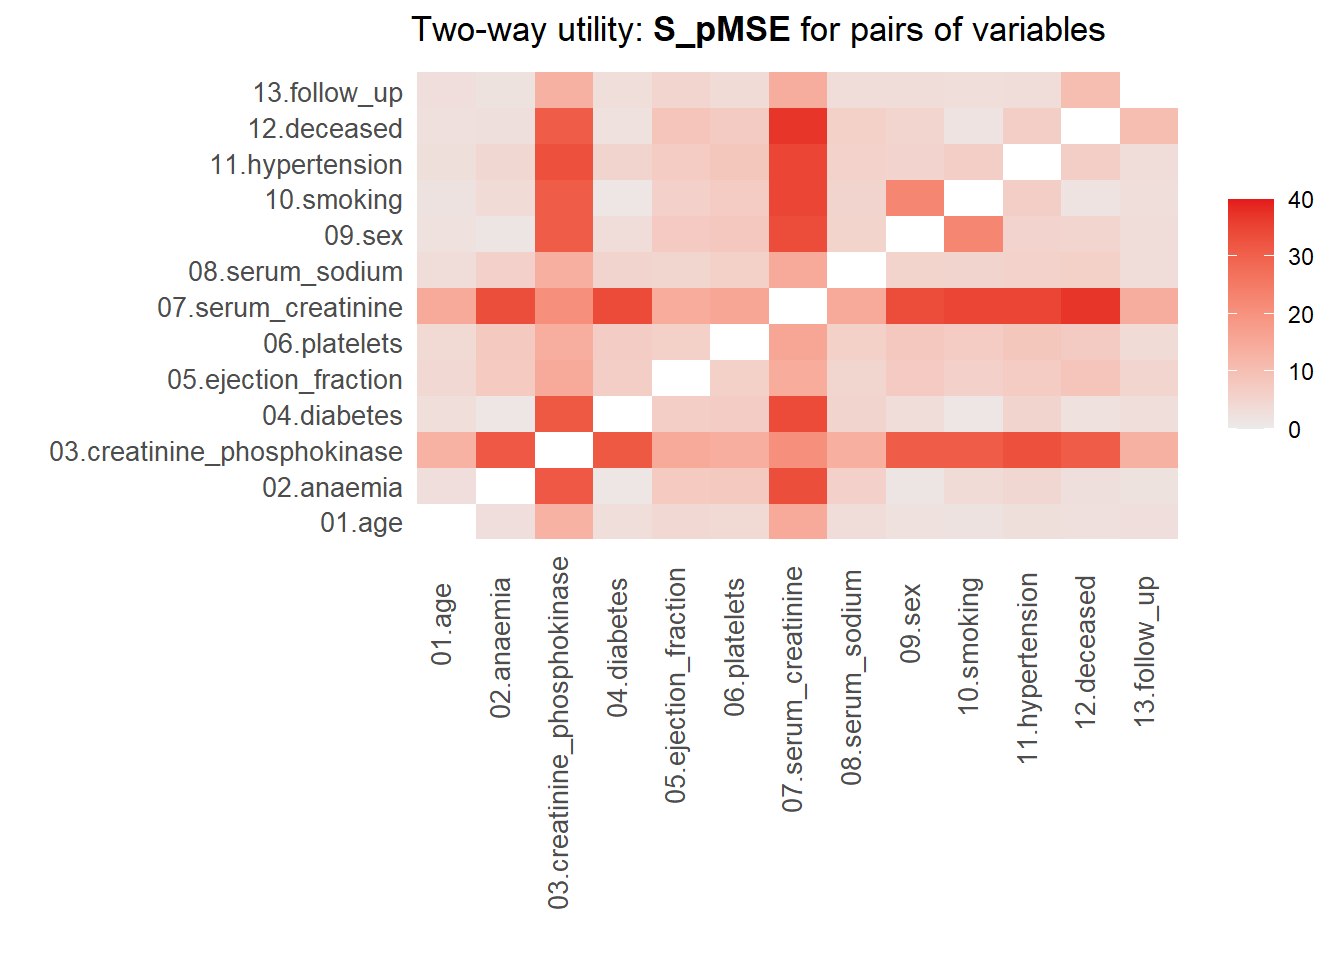 Two-way utility: S_pMSE for pairs of variables
13.follow_up
12.deceased
11.hypertension
10.smoking
09.sex
08.serum_sodium
07.serum_creatinine
06.platelets
05.ejection_fraction
04.diabetes
03.creatinine_phosphokinase
02.anaemia
01.age
40
30
20
10
0
01.age
02.anaemia
03.creatinine_phosphokinase
04.diabetes
05.ejection_fraction
06.platelets
07.serum_creatinine
08.serum_sodium
09.sex
10.smoking
11.hypertension
12.deceased
13.follow_up